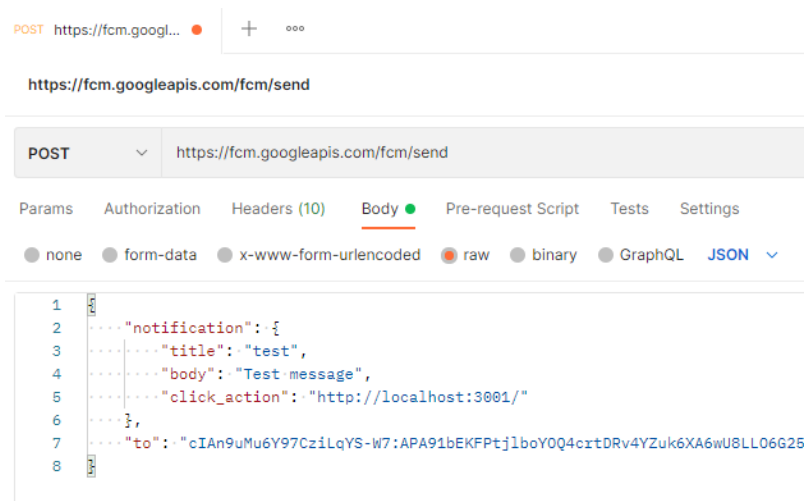 POST https://fcm.googl...
https://fcm.googleapis.com/fcm/send
POST https://fcm.googleapis.com/fcm/send
Params Authorization Headers (10) Body Pre-request Script Tests Settings
none form-data x-www-form-urlencoded raw binary GraphQL JSON
1 {
2 "notification": {
3 "title": "test",
4 "body": "Test message",
5 "click_action": "http://localhost:3001/"
6 },
7 "to": "cIAn9uMu6Y97CziLqYS-W7:APA91bEKFPtjlboYOQ4crtDRv4YZuk6XA6wU8LLO6G25
8 }